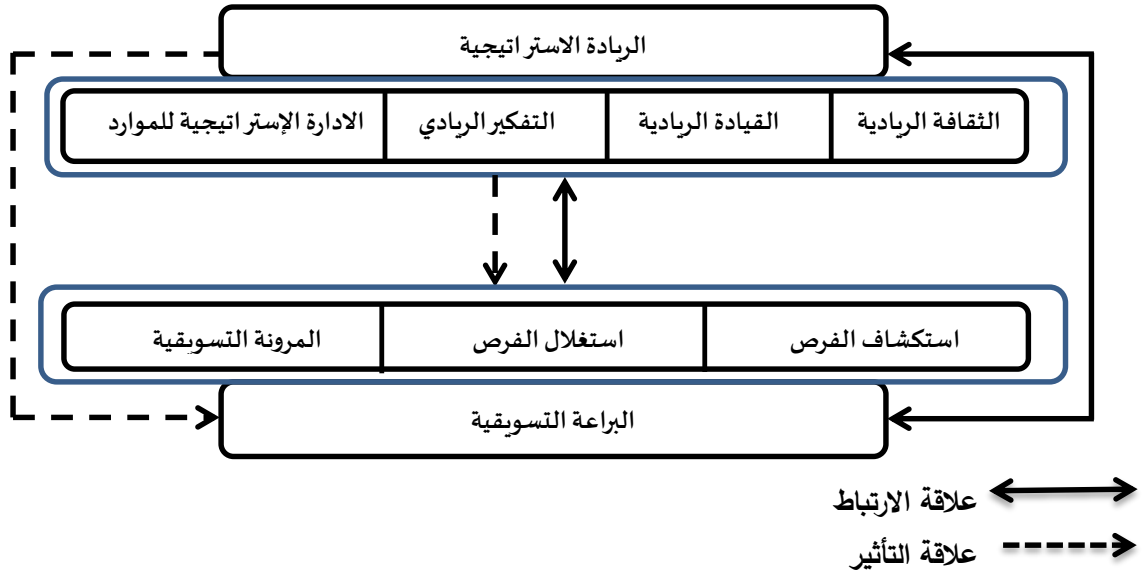 الريادة الاستراتيجية
الثقافة الريادية القيادة الريادية التفكير الريادي الادارة الإستراتيجية للموارد
استكشاف الفرص استغلال الفرص المرونة التسويقية
البراعة التسويقية
علاقة الارتباط
علاقة التأثير